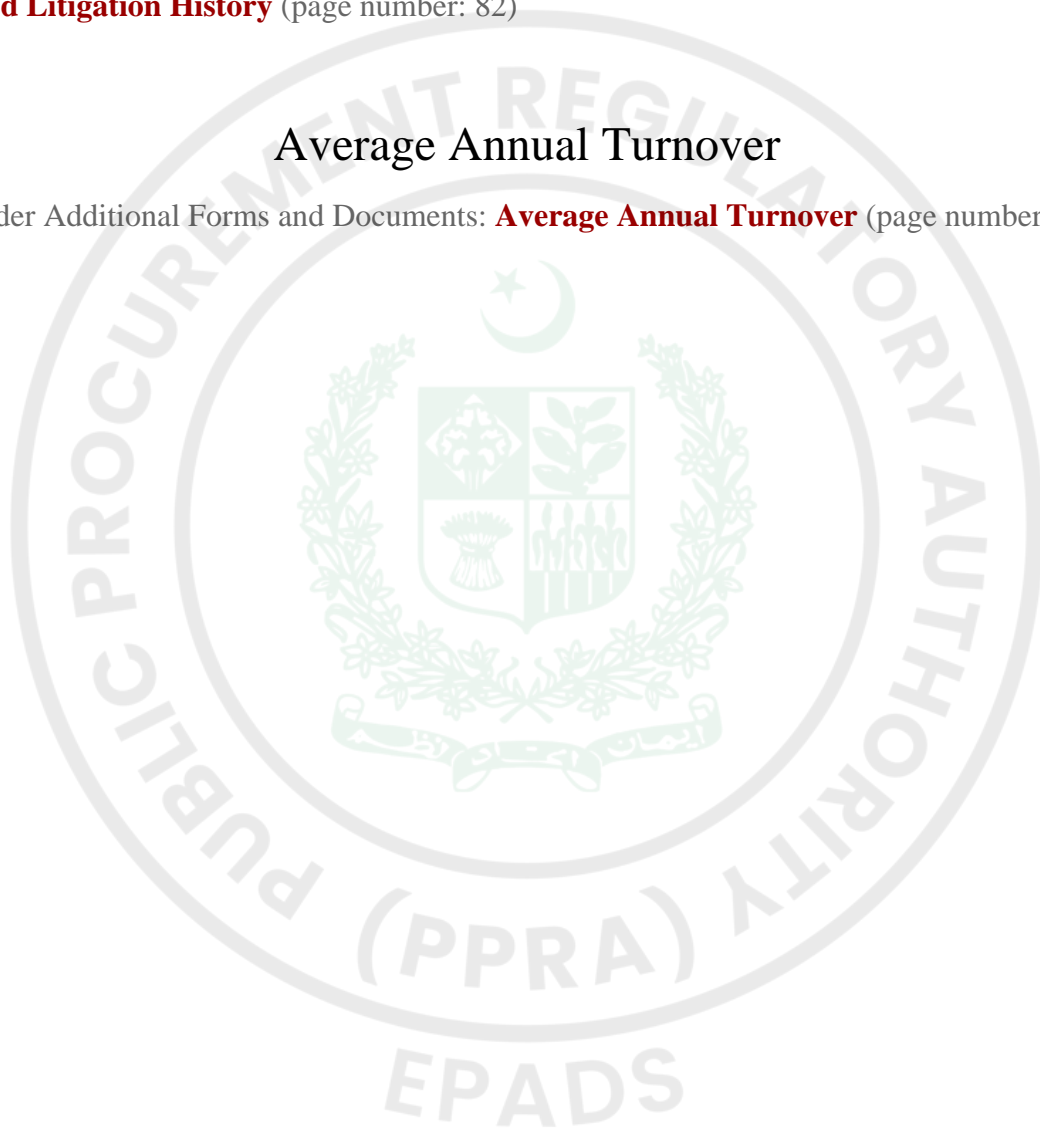 d Litigation History (page number: 82)
Average Annual Turnover
der Additional Forms and Documents: Average Annual Turnover (page number
PUBLIC PROCUREMENT REGULATORY AUTHORITY
(PPRA)
EPADS